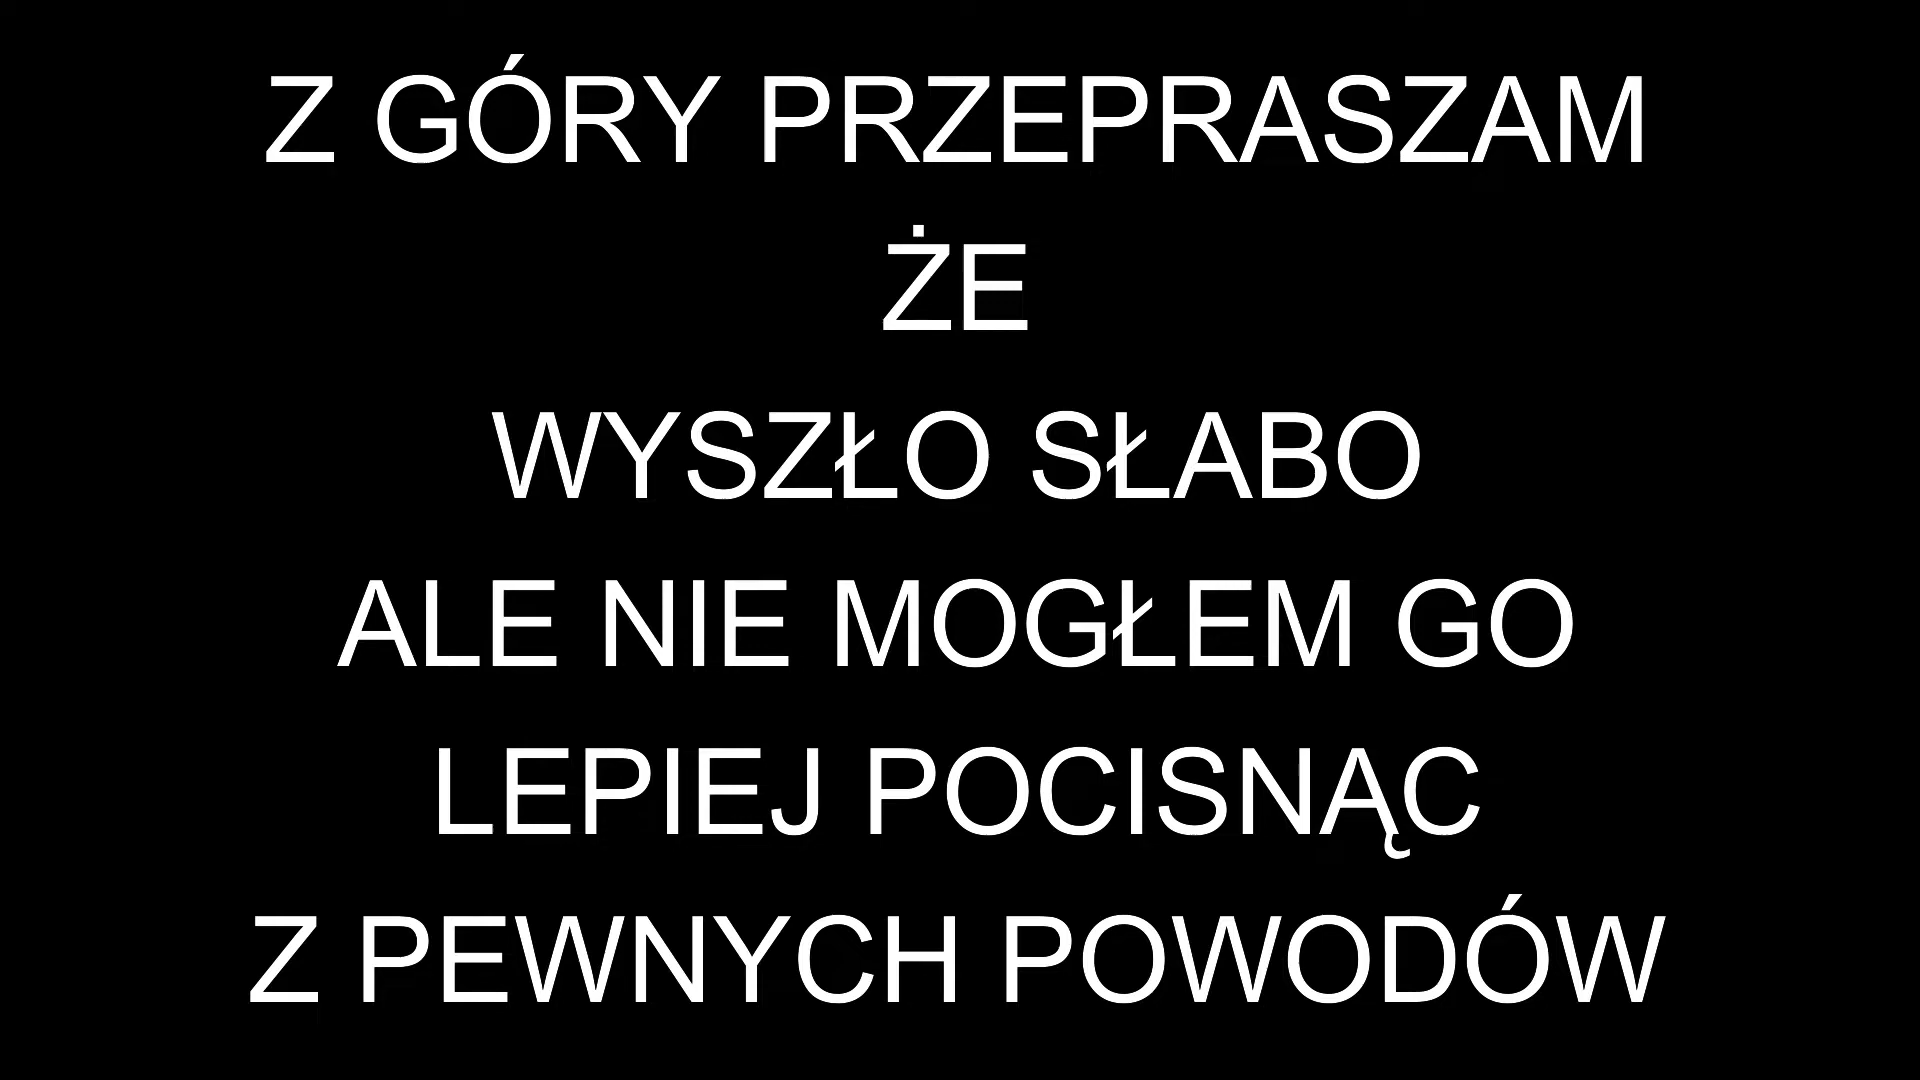 Z GÓRY PRZEPRASZAM
ŻE
WYSZŁO SŁABO
ALE NIE MOGŁEM GO
LEPIEJ POCISNĄC
Z PEWNYCH POWODÓW